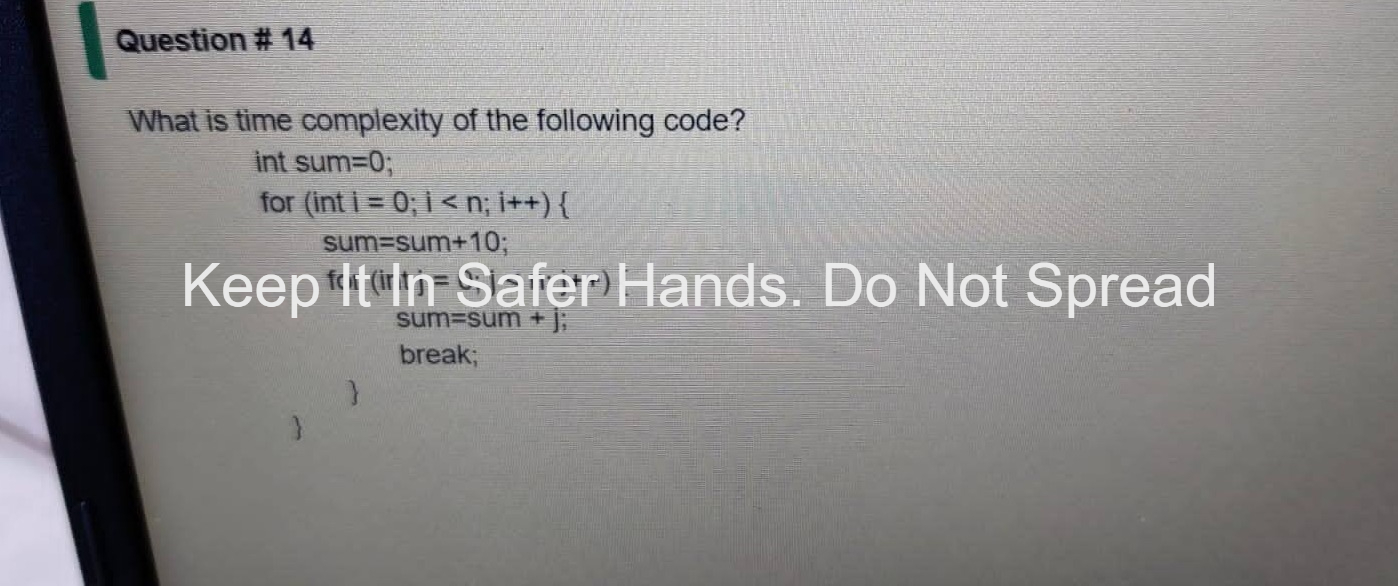 Question # 14
What is time complexity of the following code?
int sum=0;
for (int i = 0; i < n; i++) {
sum=sum+10;
for (int j = 0; j
Keep It In Safer Hands. Do Not Spread
sum=sum + j;
break;
}
}